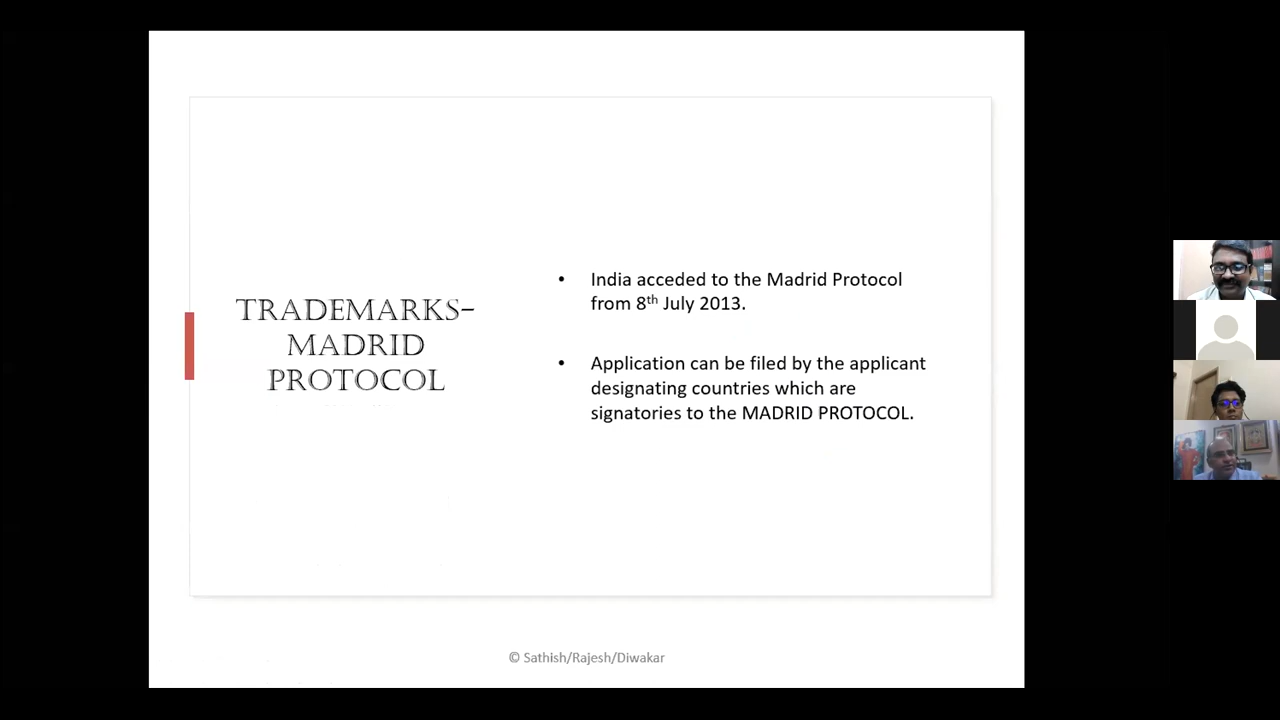 TRADEMARKS-
MADRID
PROTOCOL
• India acceded to the Madrid Protocol
from 8th July 2013.
• Application can be filed by the applicant
designating countries which are
signatories to the MADRID PROTOCOL.
© Sathish/Rajesh/Diwakar